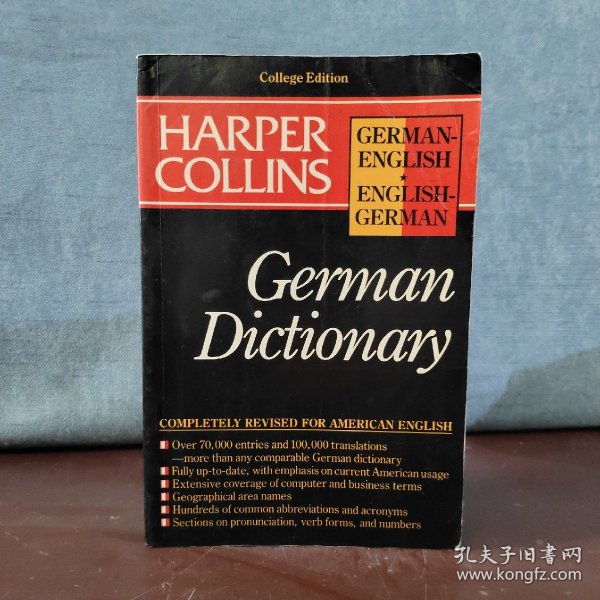 College Edition
HARPER
COLLINS
GERMAN-
ENGLISH
★
ENGLISH-
GERMAN
German
Dictionary
COMPLETELY REVISED FOR AMERICAN ENGLISH
Over 70,000 entries and 100,000 translations
—more than any comparable German dictionary
Fully up-to-date, with emphasis on current American usage
Extensive coverage of computer and business terms
Geographical area names
Hundreds of common abbreviations and acronyms
Sections on pronunciation, verb forms, and numbers
孔夫子旧书网
www.kongfz.com